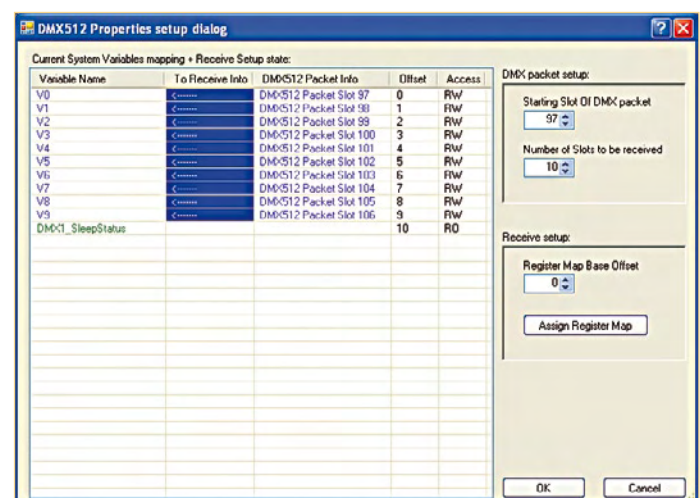 DMX512 Properties setup dialog
Current System Variables mapping + Receive Setup state:
Variable Name To Receive Into DMX512 Packet Info Offset Access
V0 <------- DMX512 Packet Slot 97 0 RW
V1 <------- DMX512 Packet Slot 98 1 RW
V2 <------- DMX512 Packet Slot 99 2 RW
V3 <------- DMX512 Packet Slot 100 3 RW
V4 <------- DMX512 Packet Slot 101 4 RW
V5 <------- DMX512 Packet Slot 102 5 RW
V6 <------- DMX512 Packet Slot 103 6 RW
V7 <------- DMX512 Packet Slot 104 7 RW
V8 <------- DMX512 Packet Slot 105 8 RW
V9 <------- DMX512 Packet Slot 106 9 RW
DMX1_SleepStatus 10 RO
DMX packet setup:
Starting Slot Of DMX packet
97
Number of Slots to be received
10
Receive setup:
Register Map Base Offset
0
Assign Register Map
OK Cancel